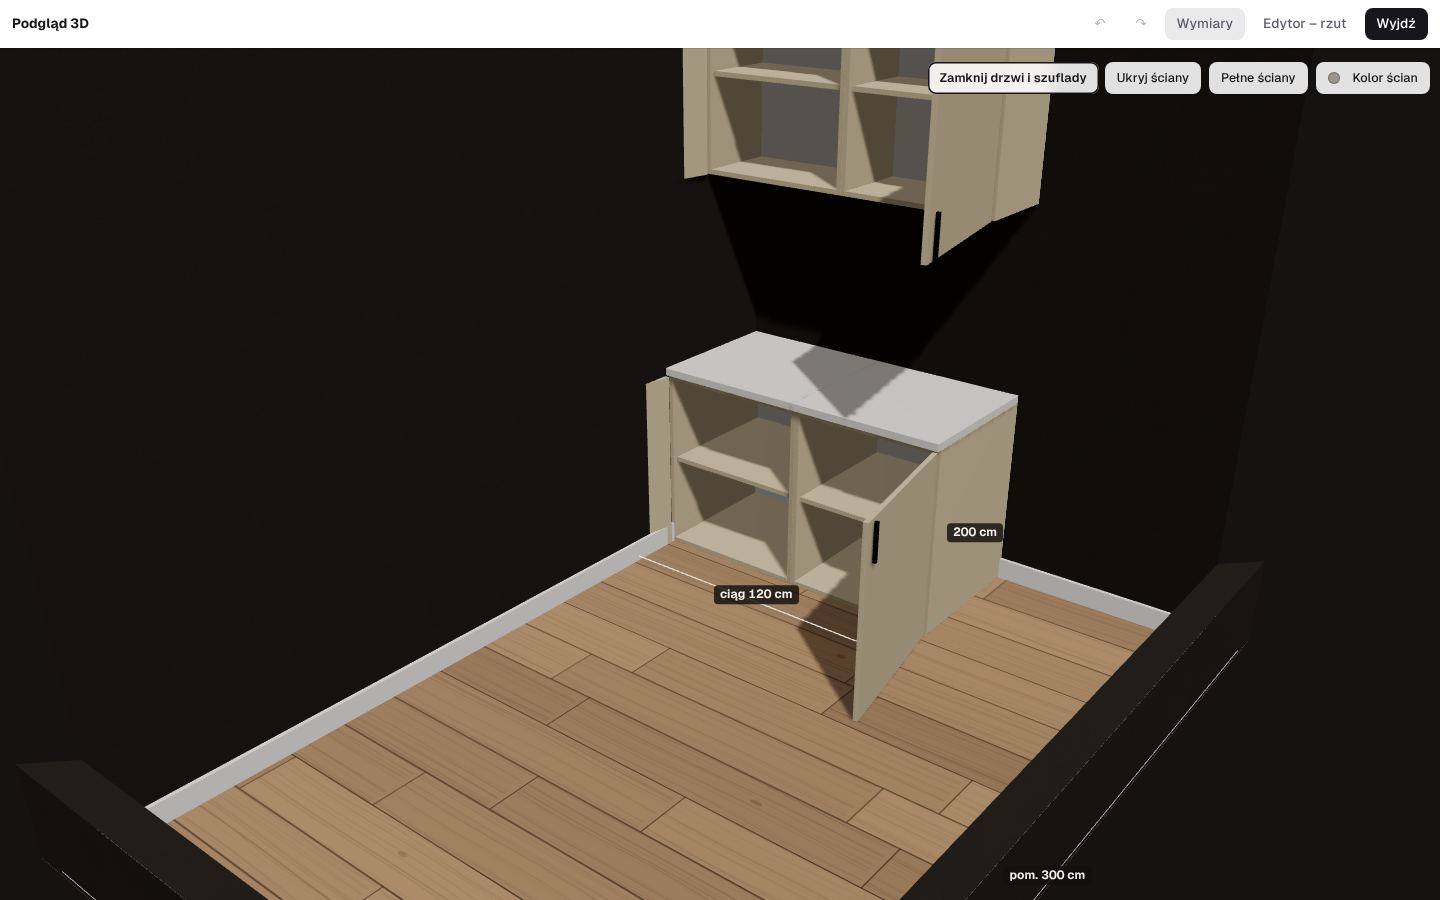 Podgląd 3D
↶ ↷ Wymiary Edytor – rzut Wyjdź
Zamknij drzwi i szuflady Ukryj ściany Pełne ściany Kolor ścian
200 cm
ciąg 120 cm
pom. 300 cm